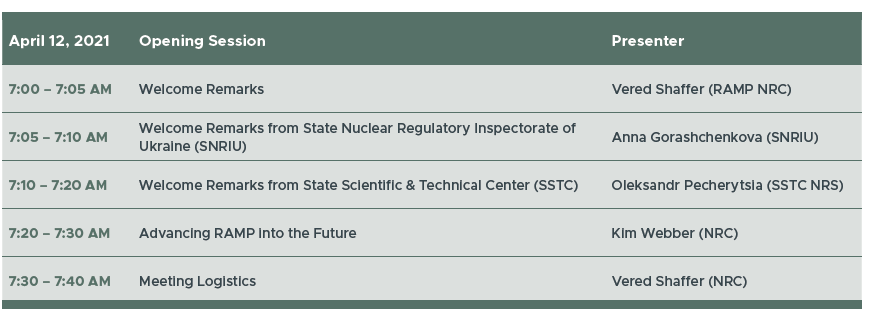 April 12, 2021 Opening Session Presenter
7:00 – 7:05 AM Welcome Remarks Vered Shaffer (RAMP NRC)
7:05 – 7:10 AM Welcome Remarks from State Nuclear Regulatory Inspectorate of
Ukraine (SNRIU) Anna Gorashchenkova (SNRIU)
7:10 – 7:20 AM Welcome Remarks from State Scientific & Technical Center (SSTC) Oleksandr Pecherytsia (SSTC NRS)
7:20 – 7:30 AM Advancing RAMP into the Future Kim Webber (NRC)
7:30 – 7:40 AM Meeting Logistics Vered Shaffer (NRC)